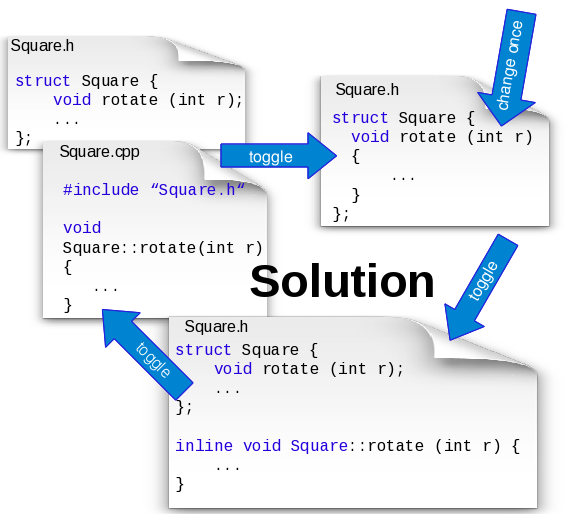 Square.h
struct Square {
void rotate (int r);
...
};
Square.cpp
#include “Square.h“
void
Square::rotate(int r)
{
...
}
toggle
Square.h
struct Square {
void rotate (int r)
{
...
}
};
change once
toggle
Solution
Square.h
struct Square {
void rotate (int r);
...
};
inline void Square::rotate (int r) {
...
}
toggle